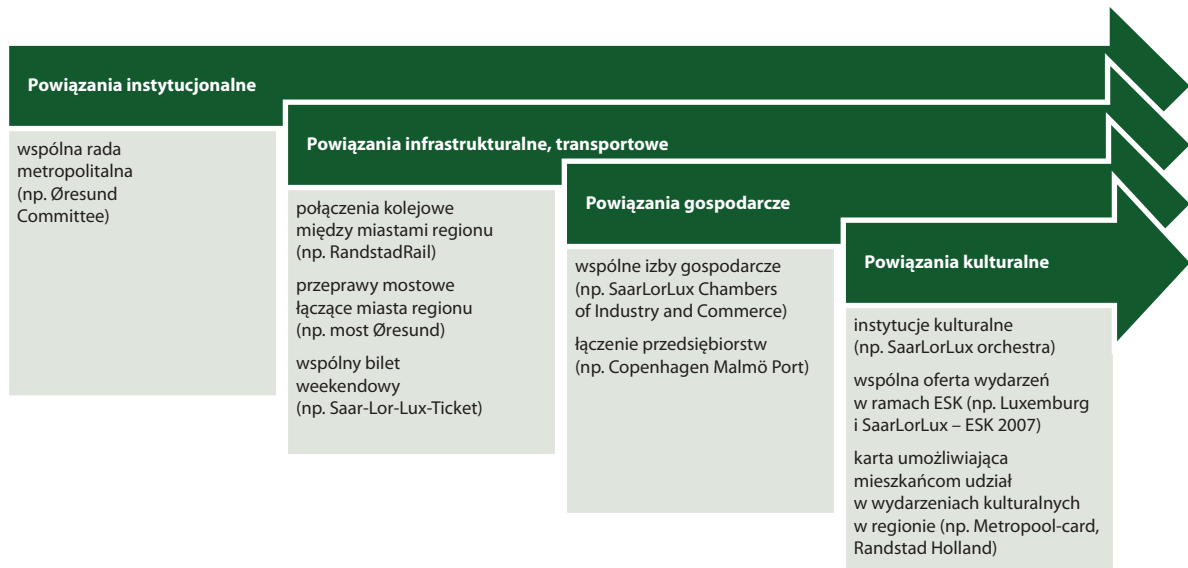 Powiązania instytucjonalne
wspólna rada
metropolitalna
(np. Øresund
Committee)
Powiązania infrastrukturalne, transportowe
połączenia kolejowe
między miastami regionu
(np. RandstadRail)
przeprawy mostowe
łączące miasta regionu
(np. most Øresund)
wspólny bilet
weekendowy
(np. Saar-Lor-Lux-Ticket)
Powiązania gospodarcze
wspólne izby gospodarcze
(np. SaarLorLux Chambers
of Industry and Commerce)
łączenie przedsiębiorstw
(np. Copenhagen Malmö Port)
Powiązania kulturalne
instytucje kulturalne
(np. SaarLorLux orchestra)
wspólna oferta wydarzeń
w ramach ESK (np. Luxemburg
i SaarLorLux – ESK 2007)
karta umożliwiająca
mieszkańcom udział
w wydarzeniach kulturalnych
w regionie (np. Metropool-card,
Randstad Holland)